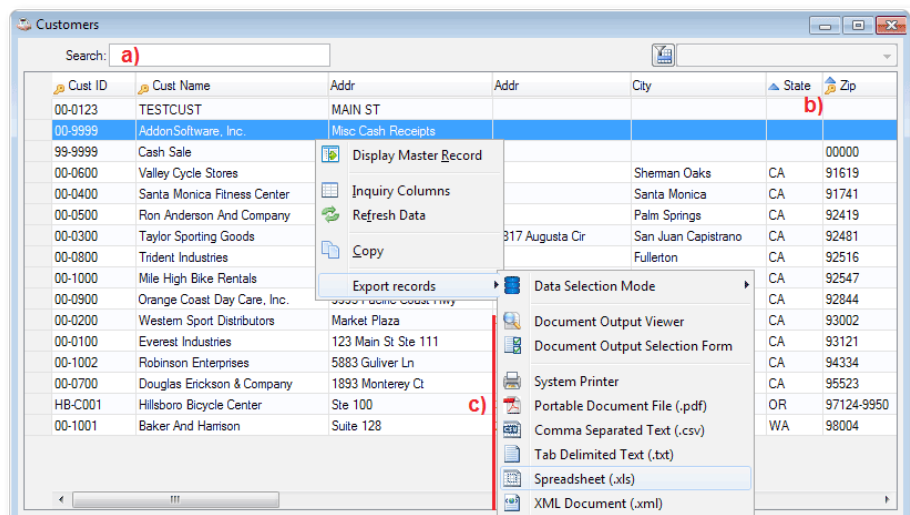 Customers
Search: a)
Cust ID Cust Name Addr Addr City State Zip
b)
00-0123 TESTCUST MAIN ST
00-9999 AddonSoftware, Inc. Misc Cash Receipts
99-9999 Cash Sale 00000
00-0600 Valley Cycle Stores Sherman Oaks CA 91619
00-0400 Santa Monica Fitness Center Santa Monica CA 91741
00-0500 Ron Anderson And Company Palm Springs CA 92419
00-0300 Taylor Sporting Goods 317 Augusta Cir San Juan Capistrano CA 92481
00-0800 Trident Industries Fullerton CA 92516
00-1000 Mile High Bike Rentals CA 92547
00-0900 Orange Coast Day Care, Inc. CA 92844
00-0200 Western Sport Distributors Market Plaza CA 93002
00-0100 Everest Industries 123 Main St Ste 111 CA 93121
00-1002 Robinson Enterprises 5883 Guliver Ln CA 94334
00-0700 Douglas Erickson & Company 1893 Monterey Ct CA 95523
HB-C001 Hillsboro Bicycle Center Ste 100 OR 97124-9950
00-1001 Baker And Harrison Suite 128 WA 98004
Display Master Record
Inquiry Columns
Refresh Data
Copy
Export records
c)
Data Selection Mode
Document Output Viewer
Document Output Selection Form
System Printer
Portable Document File (.pdf)
Comma Separated Text (.csv)
Tab Delimited Text (.txt)
Spreadsheet (.xls)
XML Document (.xml)